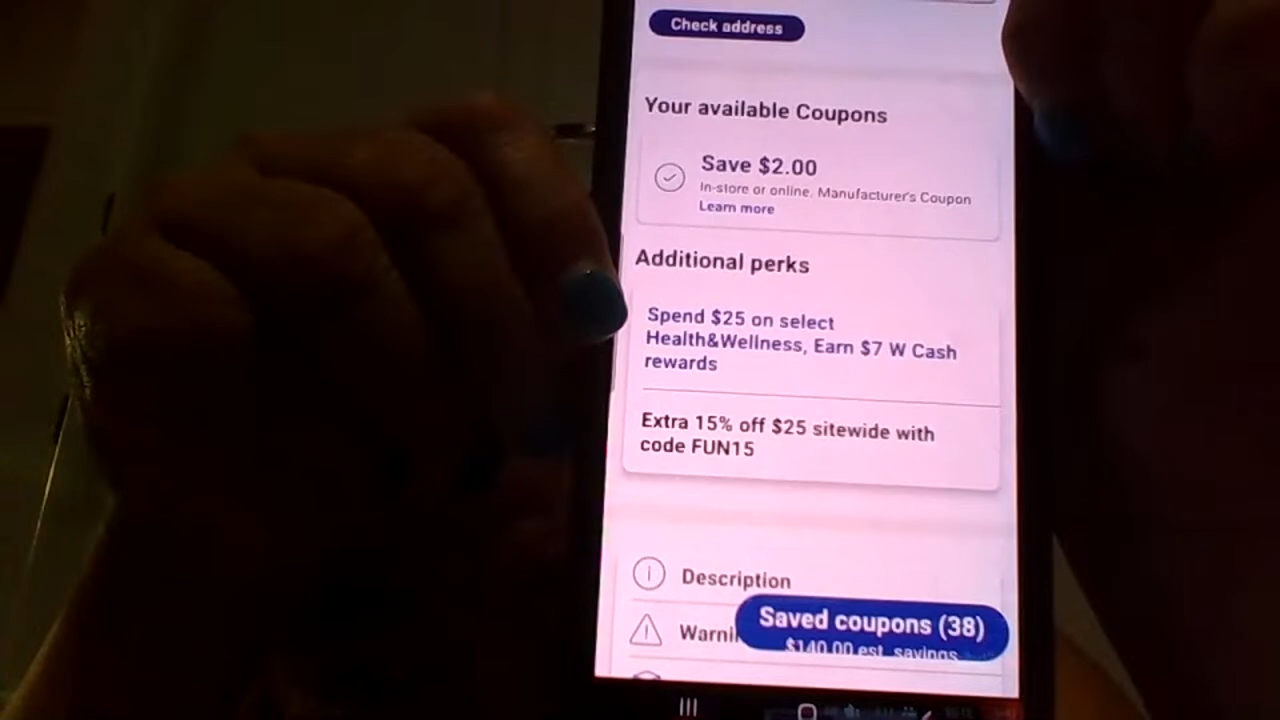 Check address
Your available Coupons
Save $2.00
In-store or online. Manufacturer's Coupon
Learn more
Additional perks
Spend $25 on select
Health&Wellness, Earn $7 W Cash
rewards
Extra 15% off $25 sitewide with
code FUN15
Description
Warni
Saved coupons (38)
$140.00 est. savings